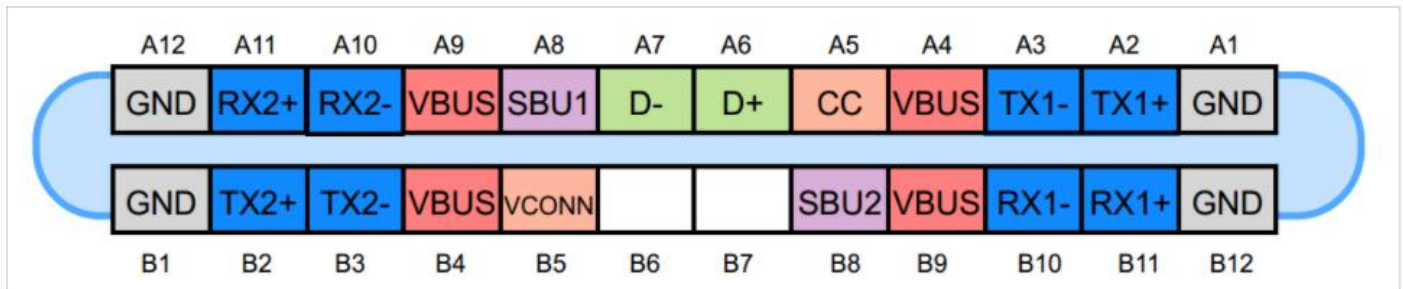 A12 A11 A10 A9 A8 A7 A6 A5 A4 A3 A2 A1
GND RX2+ RX2- VBUS SBU1 D- D+ CC VBUS TX1- TX1+ GND
GND TX2+ TX2- VBUS VCONN SBU2 VBUS RX1- RX1+ GND
B1 B2 B3 B4 B5 B6 B7 B8 B9 B10 B11 B12